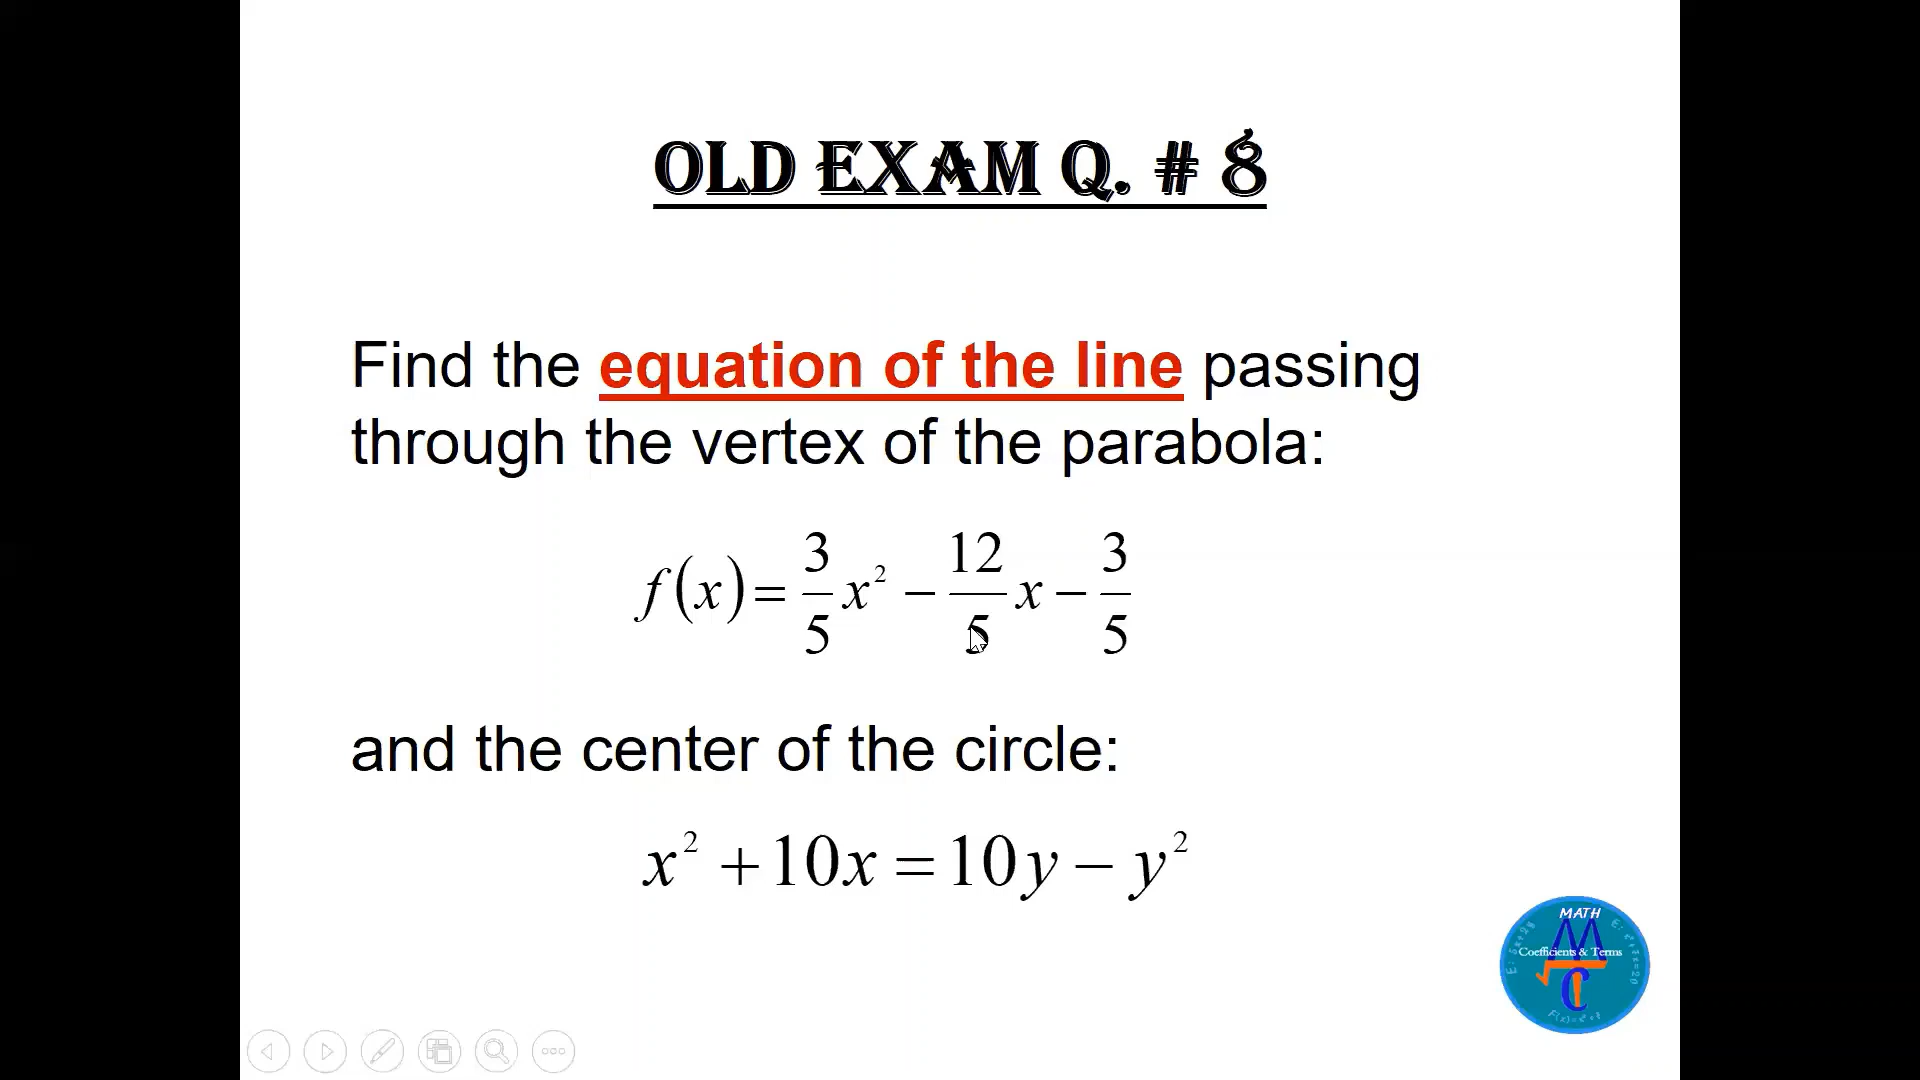 OLD EXAM Q. # 8
Find the equation of the line passing
through the vertex of the parabola:
f(x) = 3/5 x² − 12/5 x − 3/5
and the center of the circle:
x² + 10x = 10y − y²
MATH
Coefficients & Terms